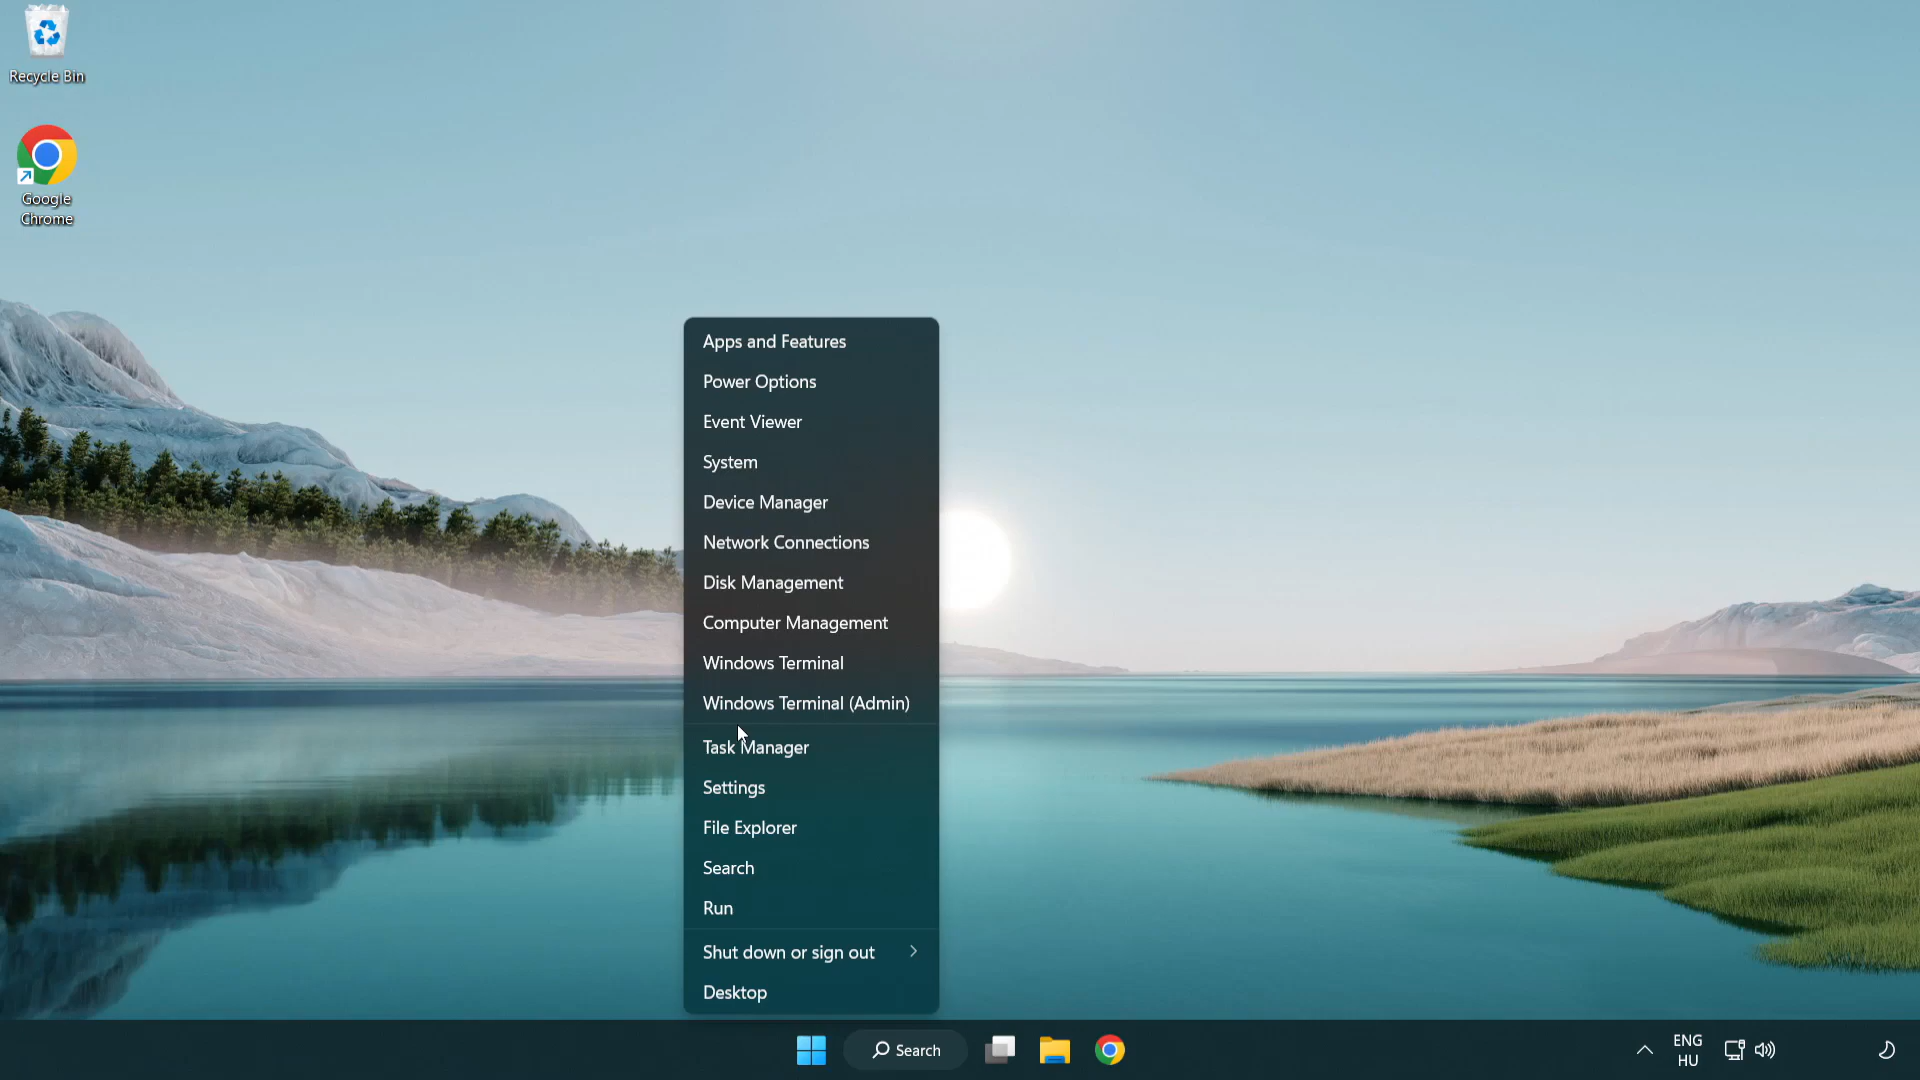 Recycle Bin
Google
Chrome
Apps and Features
Power Options
Event Viewer
System
Device Manager
Network Connections
Disk Management
Computer Management
Windows Terminal
Windows Terminal (Admin)
Task Manager
Settings
File Explorer
Search
Run
Shut down or sign out
Desktop
Search
ENG
HU